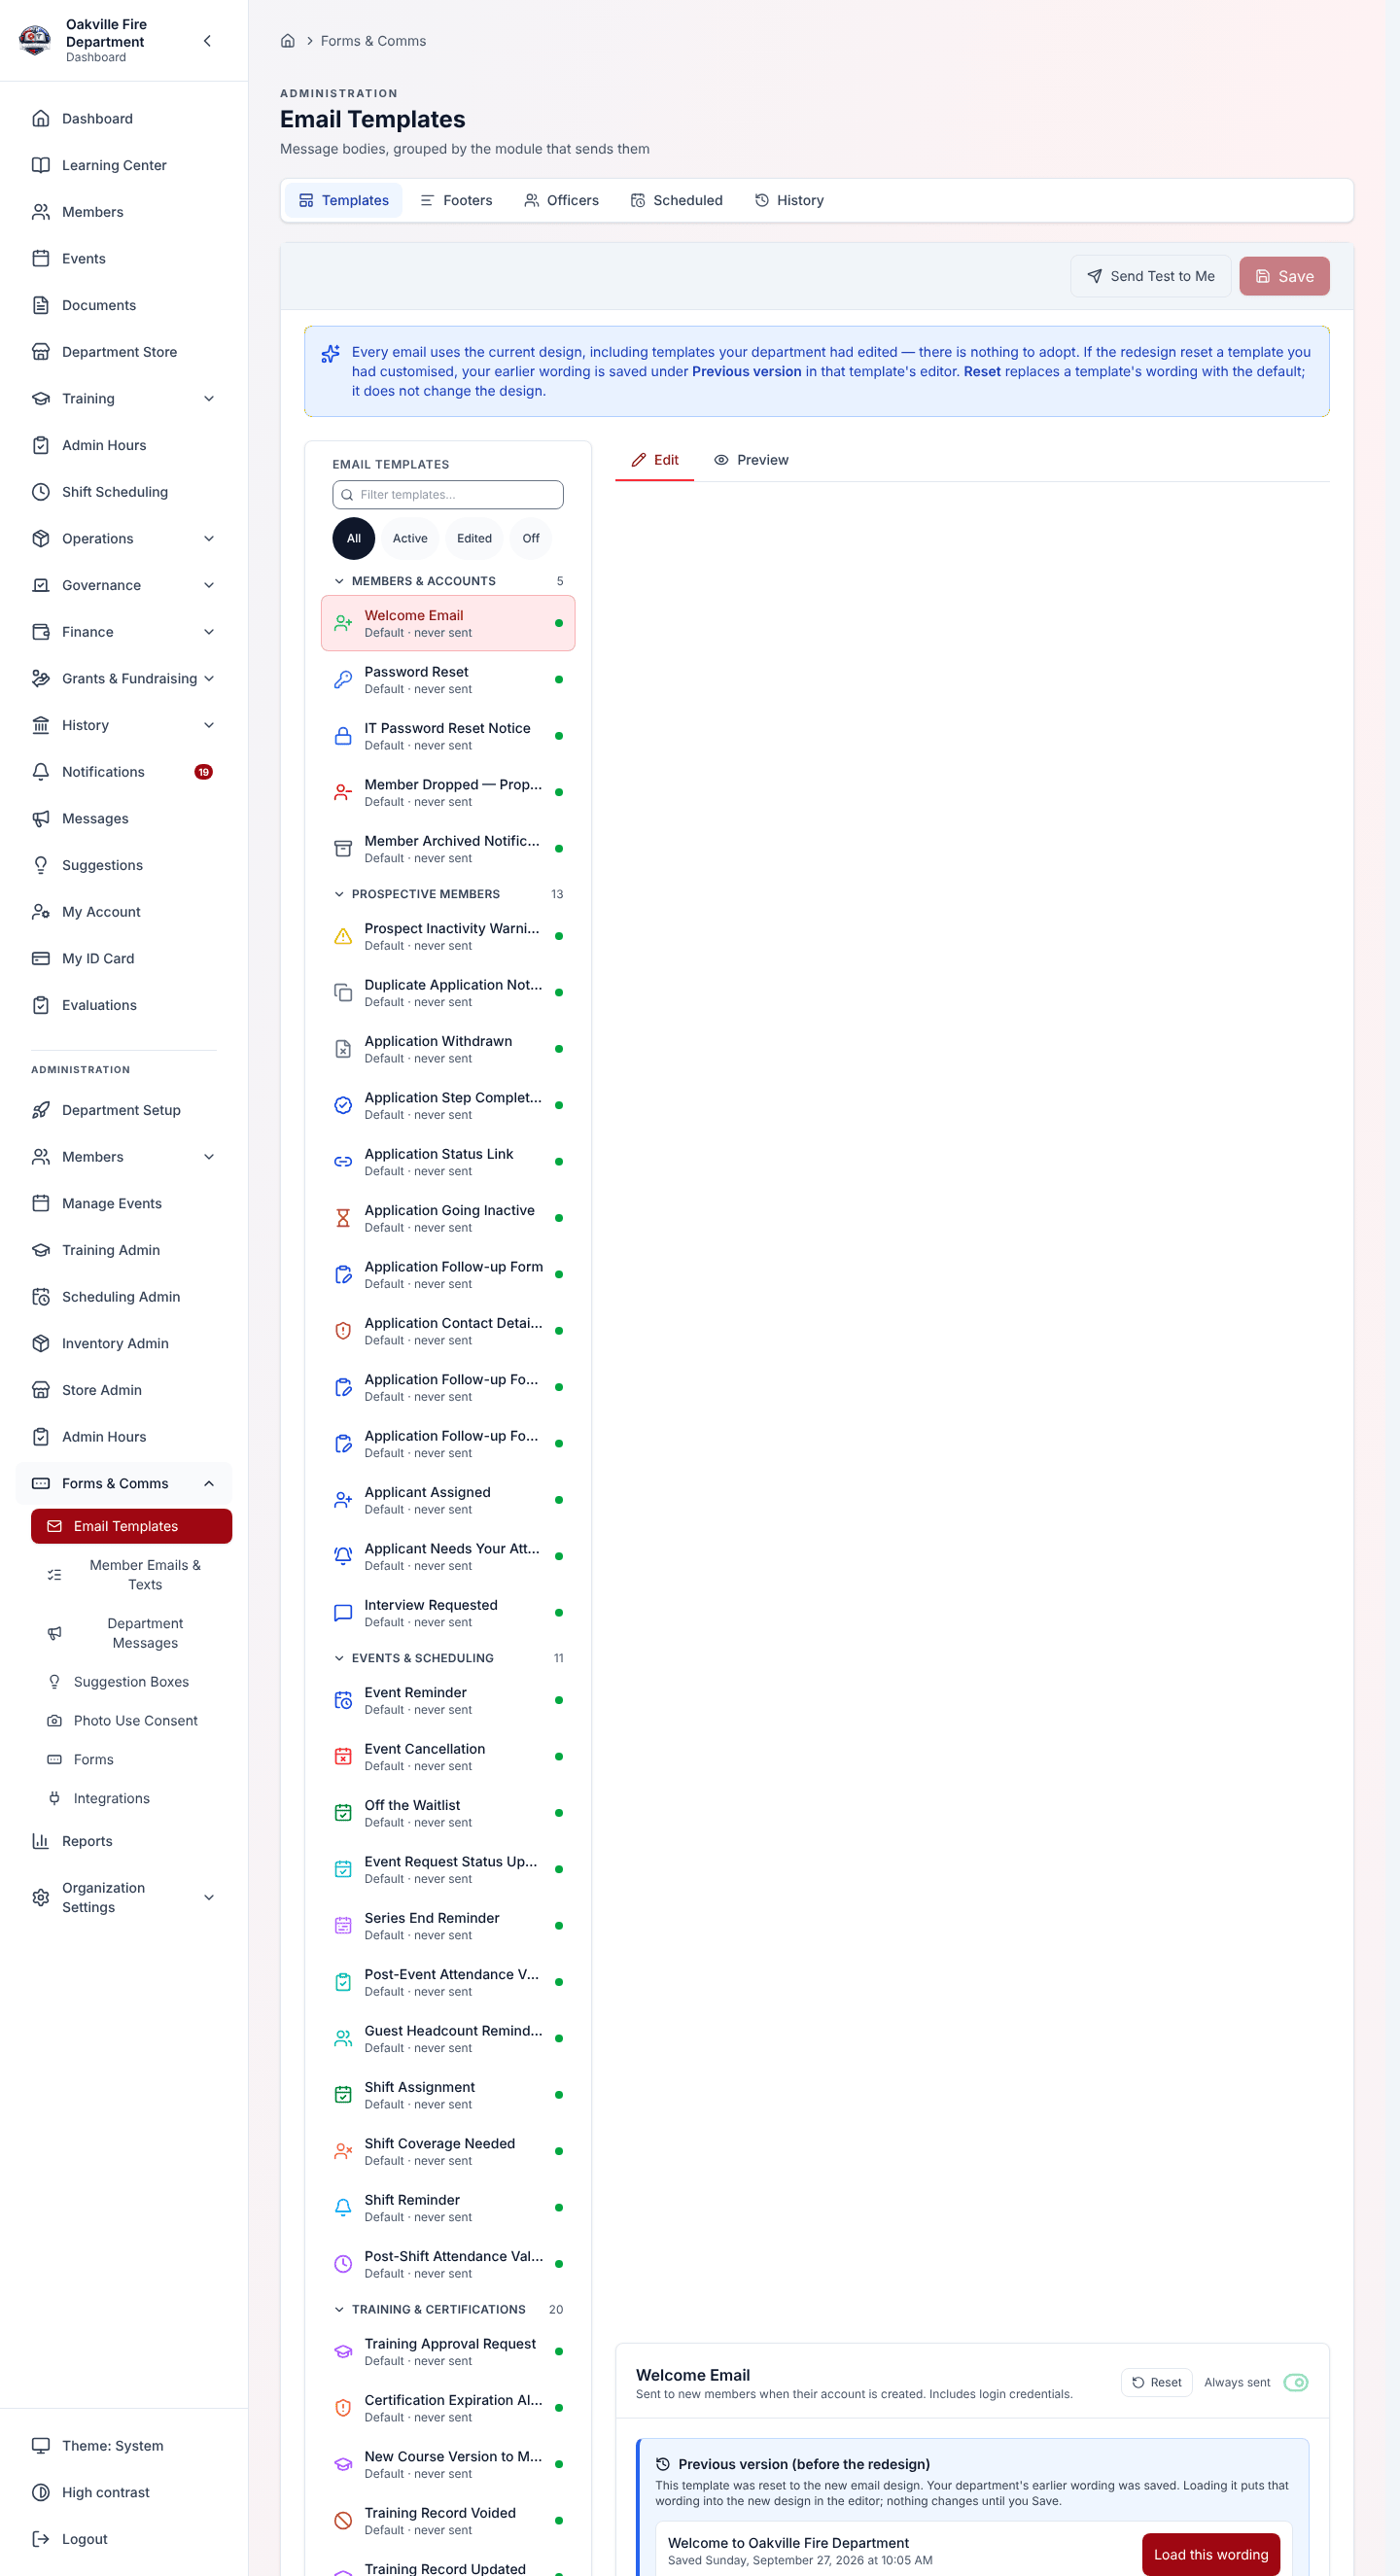 Oakville Fire
Department
Dashboard
Dashboard
Learning Center
Members
Events
Documents
Department Store
Training
Admin Hours
Shift Scheduling
Operations
Governance
Finance
Grants & Fundraising
History
Notifications 19
Messages
Suggestions
My Account
My ID Card
Evaluations
ADMINISTRATION
Department Setup
Members
Manage Events
Training Admin
Scheduling Admin
Inventory Admin
Store Admin
Admin Hours
Forms & Comms
Email Templates
Member Emails &
Texts
Department
Messages
Suggestion Boxes
Photo Use Consent
Forms
Integrations
Reports
Organization
Settings
Theme: System
High contrast
Logout
Forms & Comms
ADMINISTRATION
Email Templates
Message bodies, grouped by the module that sends them
Templates Footers Officers Scheduled History
Send Test to Me Save
Every email uses the current design, including templates your department had edited — there is nothing to adopt. If the redesign reset a template you
had customised, your earlier wording is saved under Previous version in that template's editor. Reset replaces a template's wording with the default;
it does not change the design.
EMAIL TEMPLATES
Filter templates...
All Active Edited Off
MEMBERS & ACCOUNTS 5
Welcome Email
Default · never sent
Password Reset
Default · never sent
IT Password Reset Notice
Default · never sent
Member Dropped — Prop...
Default · never sent
Member Archived Notific...
Default · never sent
PROSPECTIVE MEMBERS 13
Prospect Inactivity Warni...
Default · never sent
Duplicate Application Not...
Default · never sent
Application Withdrawn
Default · never sent
Application Step Complet...
Default · never sent
Application Status Link
Default · never sent
Application Going Inactive
Default · never sent
Application Follow-up Form
Default · never sent
Application Contact Detai...
Default · never sent
Application Follow-up Fo...
Default · never sent
Application Follow-up Fo...
Default · never sent
Applicant Assigned
Default · never sent
Applicant Needs Your Att...
Default · never sent
Interview Requested
Default · never sent
EVENTS & SCHEDULING 11
Event Reminder
Default · never sent
Event Cancellation
Default · never sent
Off the Waitlist
Default · never sent
Event Request Status Up...
Default · never sent
Series End Reminder
Default · never sent
Post-Event Attendance V...
Default · never sent
Guest Headcount Remind...
Default · never sent
Shift Assignment
Default · never sent
Shift Coverage Needed
Default · never sent
Shift Reminder
Default · never sent
Post-Shift Attendance Val...
Default · never sent
TRAINING & CERTIFICATIONS 20
Training Approval Request
Default · never sent
Certification Expiration Al...
Default · never sent
New Course Version to M...
Default · never sent
Training Record Voided
Default · never sent
Training Record Updated
Edit Preview
Welcome Email
Sent to new members when their account is created. Includes login credentials.
Reset Always sent
Previous version (before the redesign)
This template was reset to the new email design. Your department's earlier wording was saved. Loading it puts that
wording into the new design in the editor; nothing changes until you Save.
Welcome to Oakville Fire Department
Saved Sunday, September 27, 2026 at 10:05 AM
Load this wording